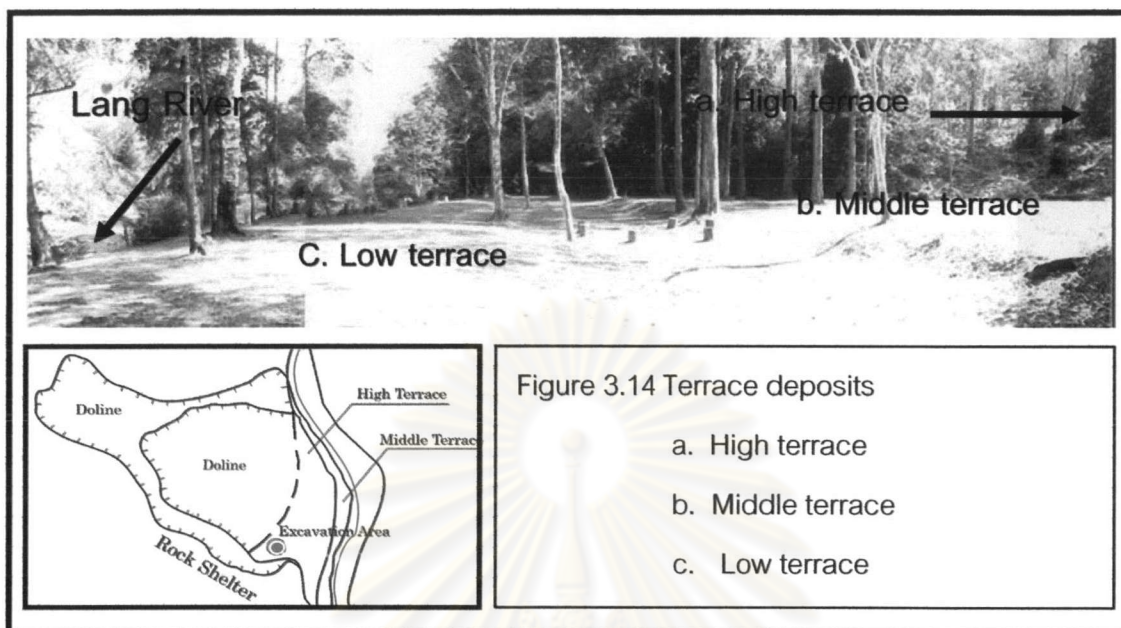 Lang River
a. High terrace
b. Middle terrace
C. Low terrace
Doline
Doline
High Terrace
Middle Terrac
Excavation Area
Rock Shelter
Figure 3.14 Terrace deposits
a. High terrace
b. Middle terrace
c. Low terrace